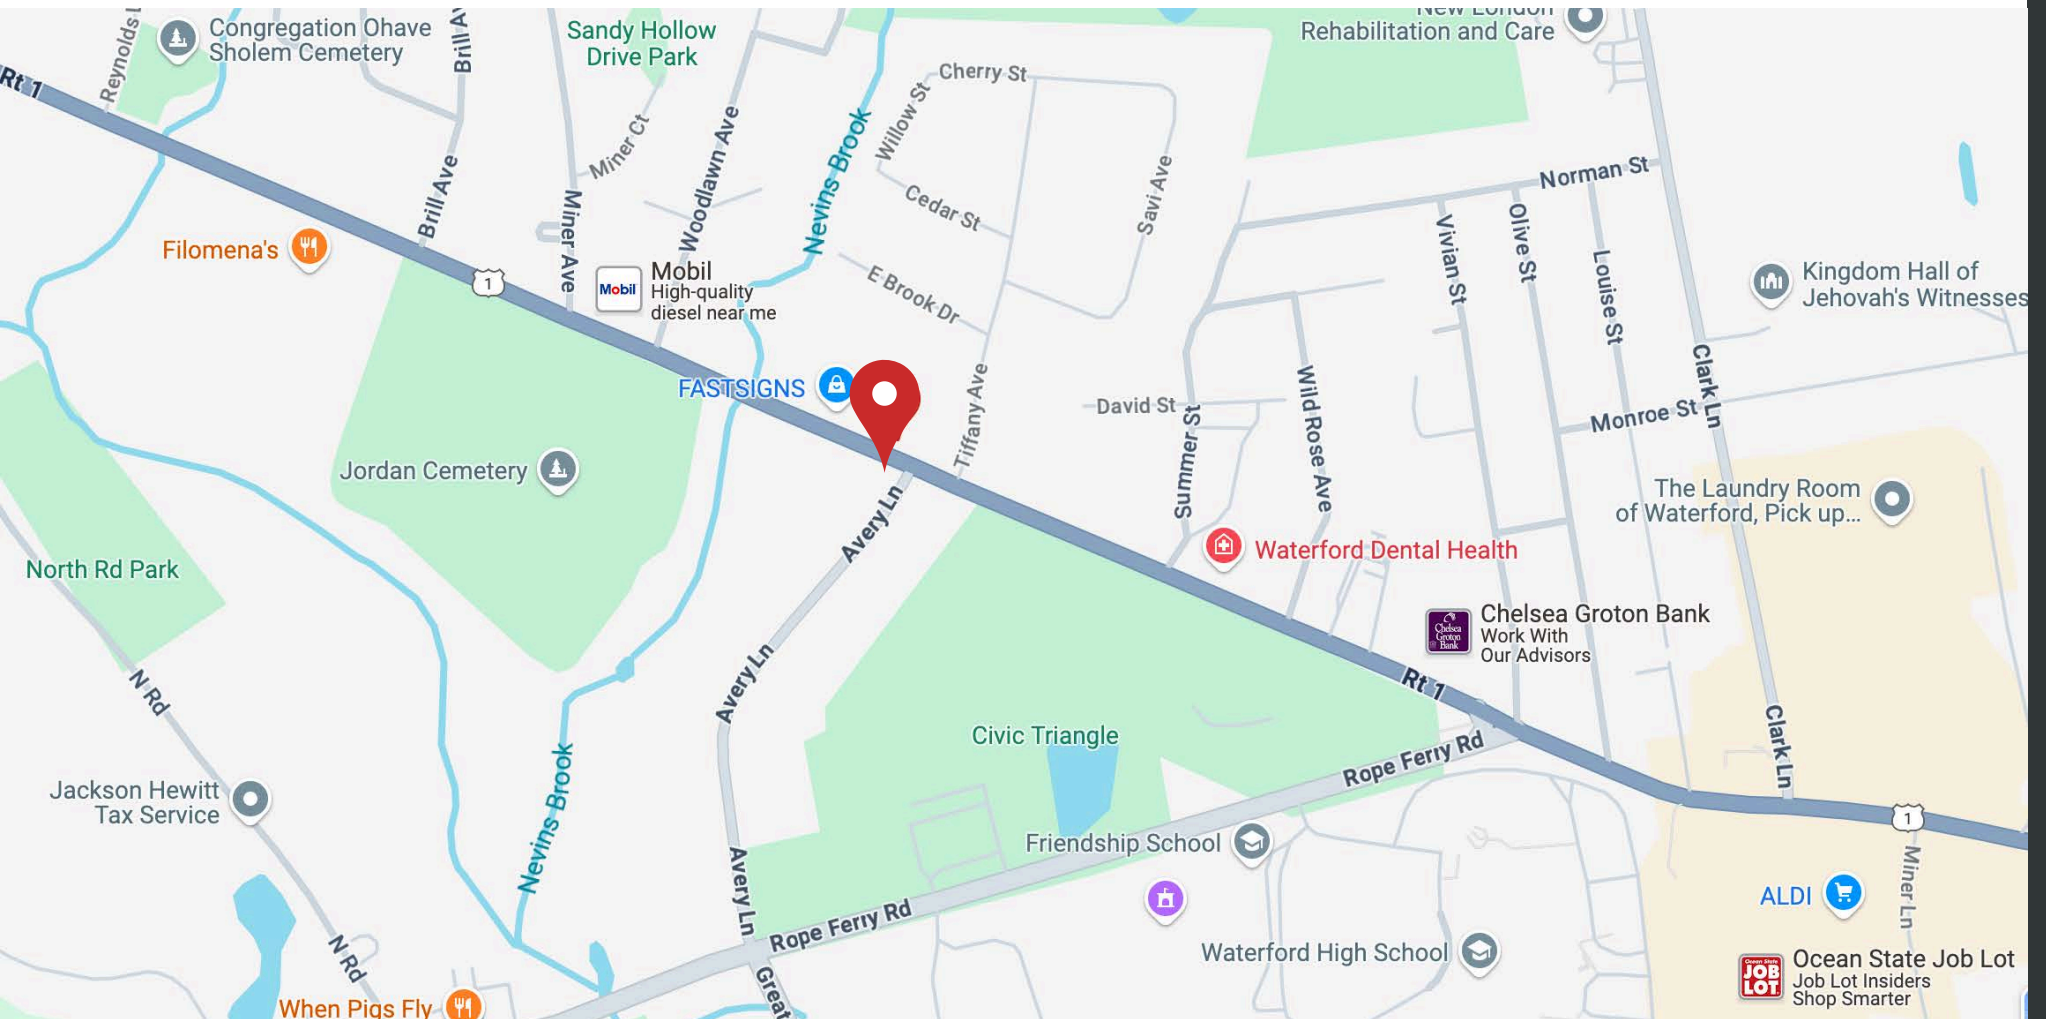 Congregation Ohave
Sholem Cemetery
Reynolds
Rt 1
Brill Av
Sandy Hollow
Drive Park
New London
Rehabilitation and Care
Cherry St
Willow St
Miner Ct
Woodlawn Ave
Nevins Brook
Brill Ave
Savi Ave
Norman St
Cedar St
Filomena's
Miner Ave
1
Mobil
Mobil
High-quality
diesel near me
E Brook Dr
Vivian St
Olive St
Louise St
Kingdom Hall of
Jehovah's Witnesses
FASTSIGNS
Tiffany Ave
David St
Summer St
Wild Rose Ave
Clark Ln
Monroe St
Jordan Cemetery
Avery Ln
The Laundry Room
of Waterford, Pick up...
North Rd Park
Waterford Dental Health
Chelsea
Groton
Bank
Chelsea Groton Bank
Work With
Our Advisors
N Rd
Avery Ln
Rt 1
Civic Triangle
Rope Ferry Rd
Clark Ln
Jackson Hewitt
Tax Service
Nevins Brook
Friendship School
1
Avery Ln
Miner Ln
ALDI
Rope Ferry Rd
N Rd
Waterford High School
Ocean State
JOB
LOT
Ocean State Job Lot
Job Lot Insiders
Shop Smarter
Great
When Pigs Fly